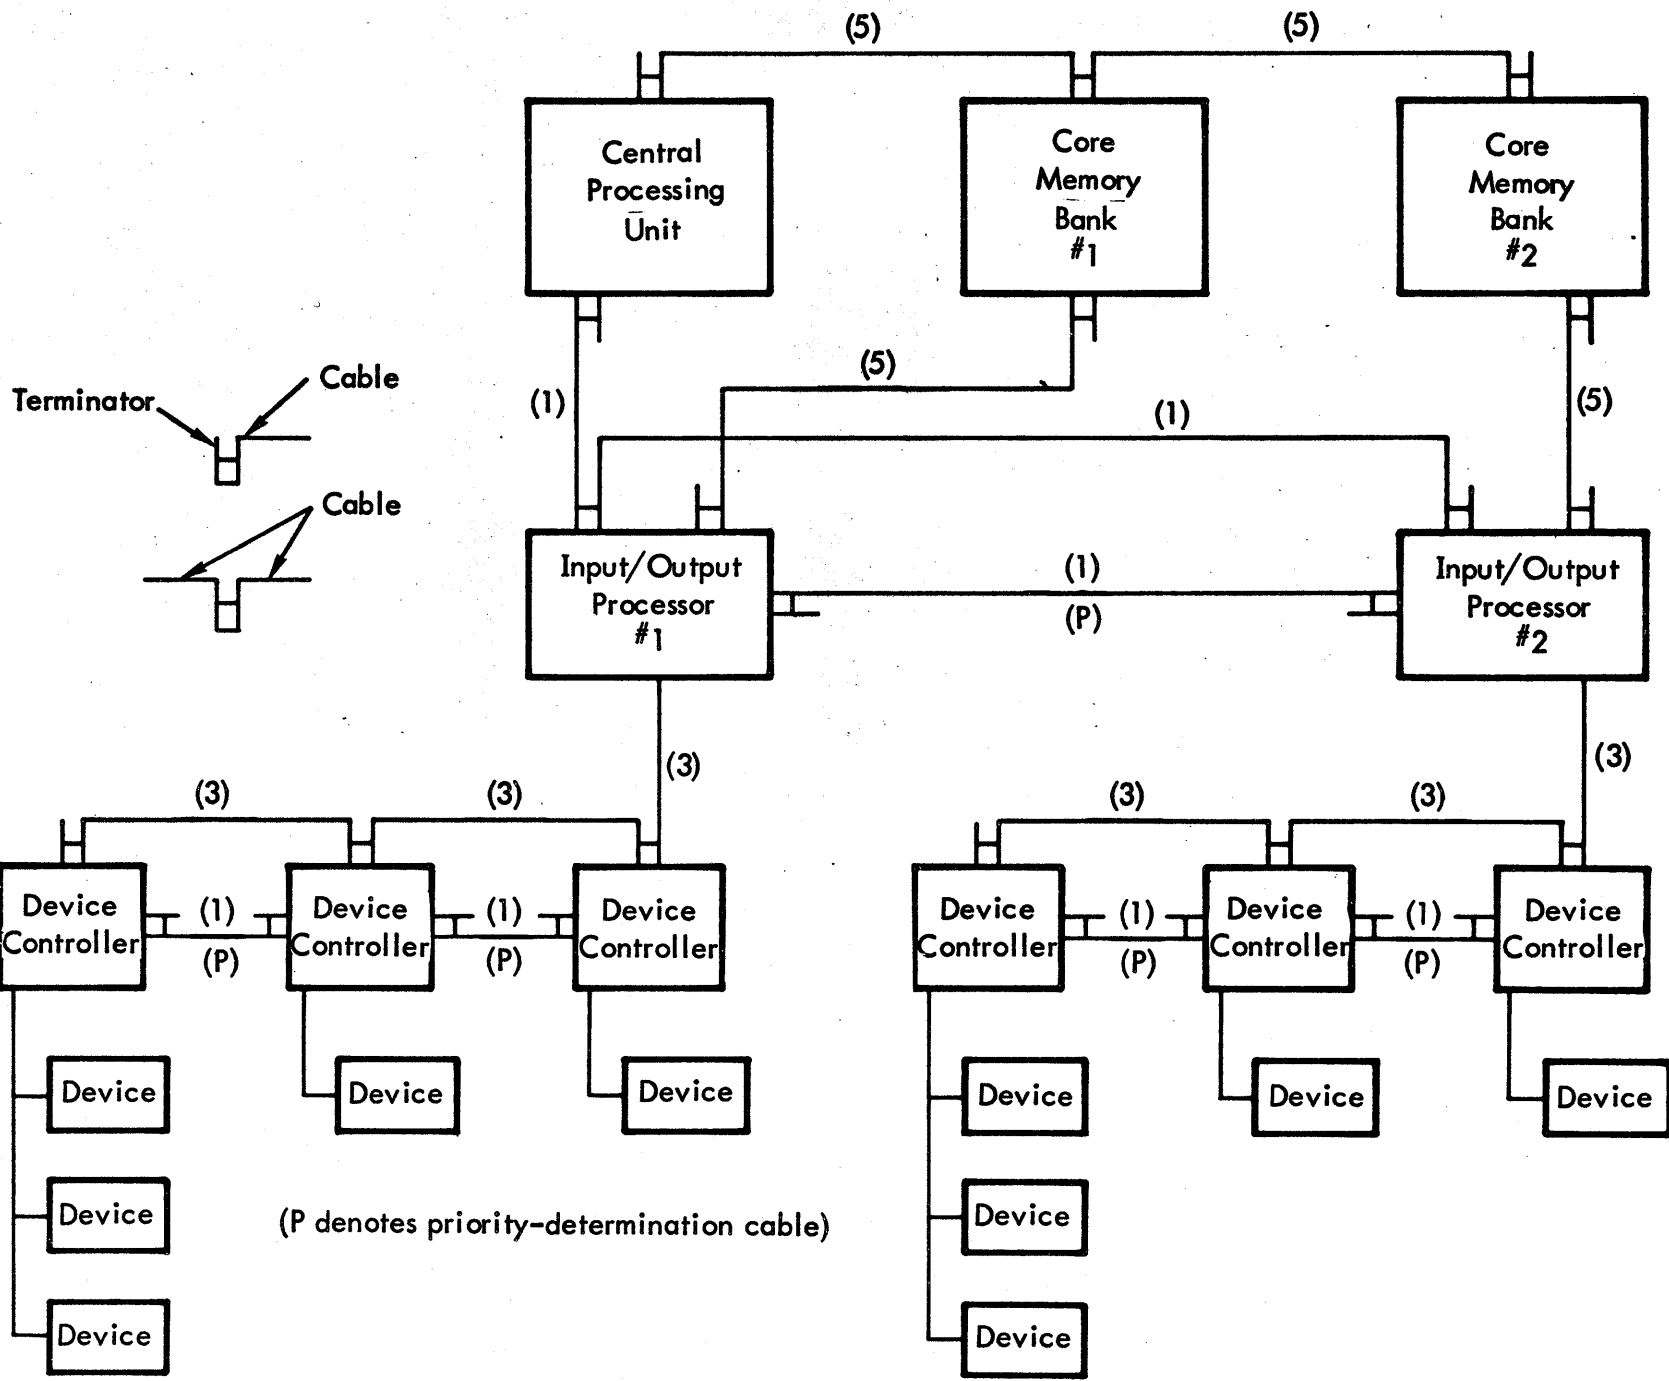 (5)
(5)
Central
Processing
Unit
Core
Memory
Bank
#1
Core
Memory
Bank
#2
Cable
Terminator
Cable
(1)
(5)
(1)
(5)
Input/Output
Processor
#1
(1)
(P)
Input/Output
Processor
#2
(3)
(3)
(3)
(3)
(3)
(3)
Device
Controller
(1)
(P)
Device
Controller
(1)
(P)
Device
Controller
Device
Controller
(1)
(P)
Device
Controller
(1)
(P)
Device
Controller
Device
Device
Device
Device
Device
Device
Device
(P denotes priority-determination cable)
Device
Device
Device